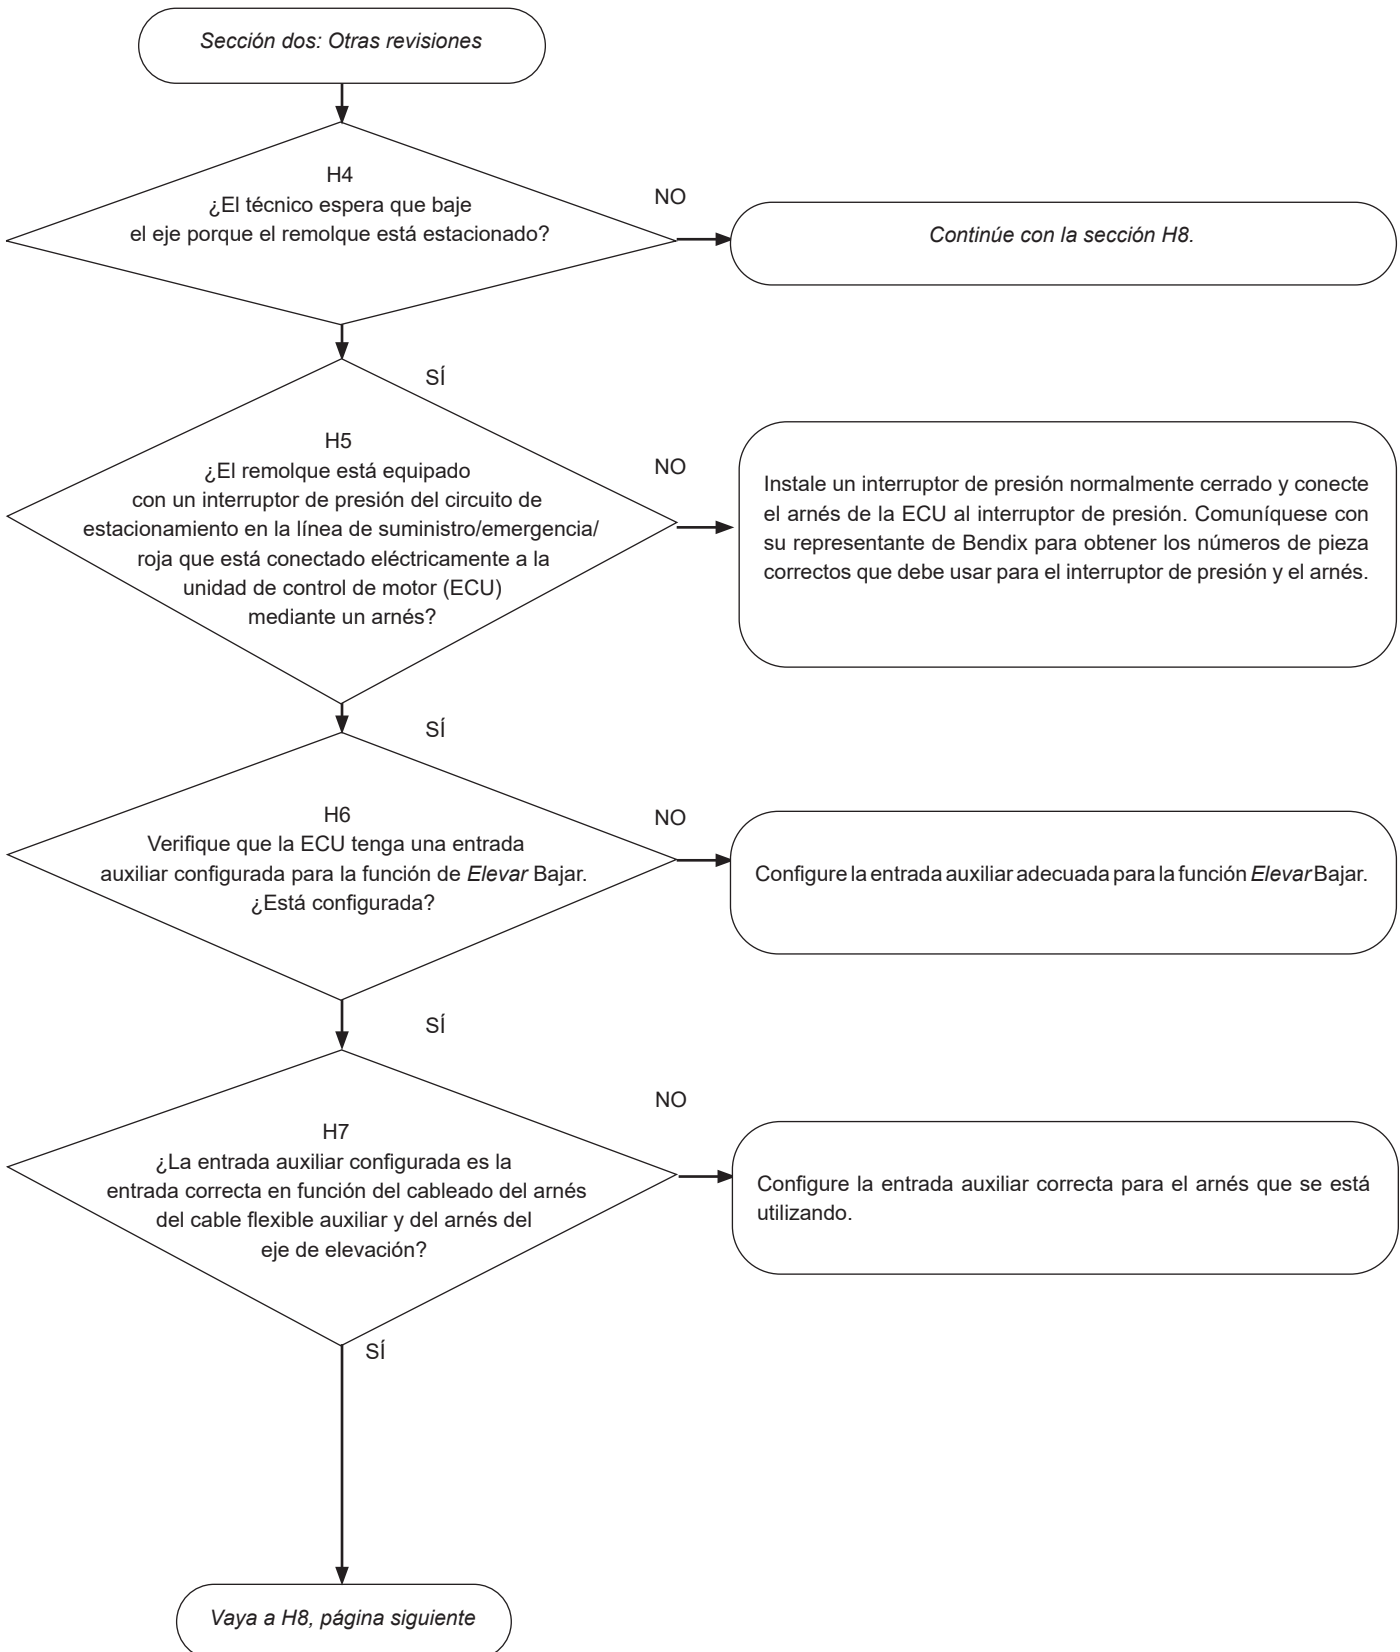 Sección dos: Otras revisiones
H4
¿El técnico espera que baje
el eje porque el remolque está estacionado?
NO
Continúe con la sección H8.
SÍ
H5
¿El remolque está equipado
con un interruptor de presión del circuito de
estacionamiento en la línea de suministro/emergencia/
roja que está conectado eléctricamente a la
unidad de control de motor (ECU)
mediante un arnés?
NO
Instale un interruptor de presión normalmente cerrado y conecte
el arnés de la ECU al interruptor de presión. Comuníquese con
su representante de Bendix para obtener los números de pieza
correctos que debe usar para el interruptor de presión y el arnés.
SÍ
H6
Verifique que la ECU tenga una entrada
auxiliar configurada para la función de Elevar Bajar.
¿Está configurada?
NO
Configure la entrada auxiliar adecuada para la función Elevar Bajar.
SÍ
H7
¿La entrada auxiliar configurada es la
entrada correcta en función del cableado del arnés
del cable flexible auxiliar y del arnés del
eje de elevación?
NO
Configure la entrada auxiliar correcta para el arnés que se está
utilizando.
SÍ
Vaya a H8, página siguiente